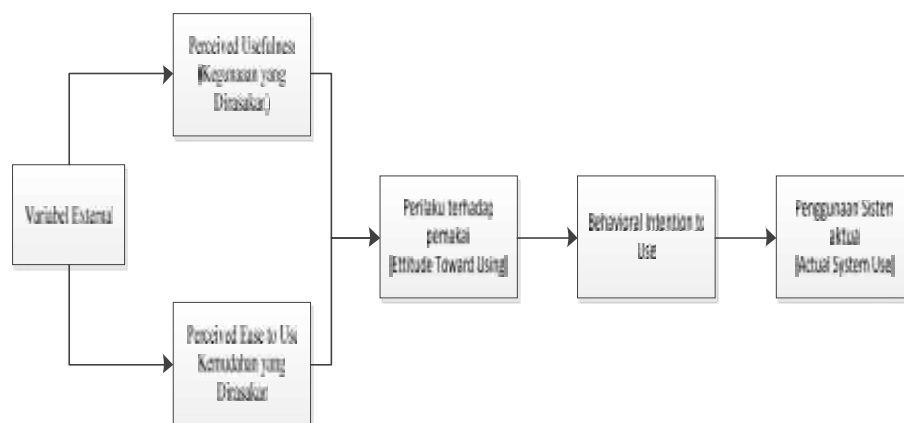 Perceived Usefulness
(Kegunaan yang
Dirasakan)
Variabel External
Perilaku terhadap
pemakai
(Ettitude Toward Using)
Behavioral Intention to
Use
Penggunaan Sistem
aktual
(Actual System Use)
Perceived Ease to Use
Kemudahan yang
Dirasakan